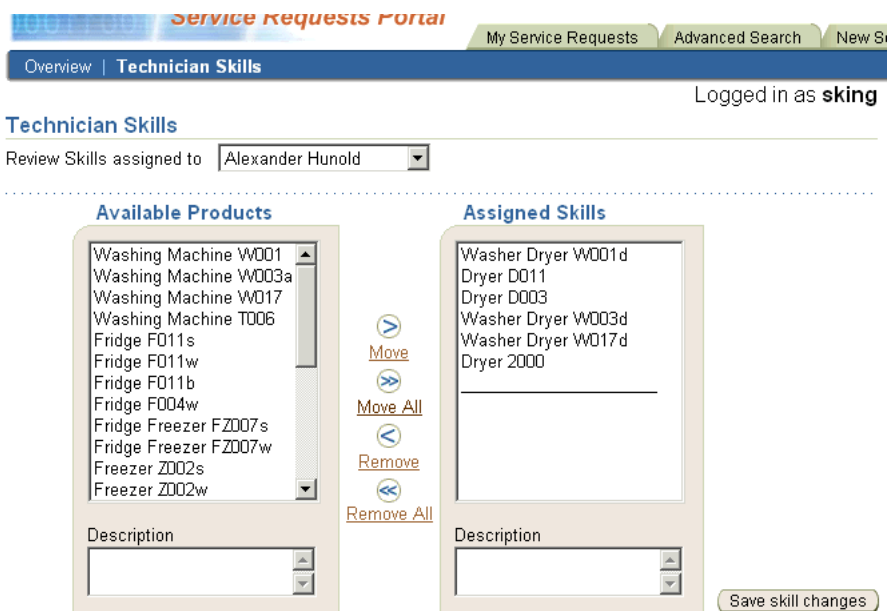 Service Requests Portal
My Service Requests
Advanced Search
New Se
Overview | Technician Skills
Logged in as sking
Technician Skills
Review Skills assigned to Alexander Hunold
Available Products
Washing Machine W001
Washing Machine W003a
Washing Machine W017
Washing Machine T006
Fridge F011s
Fridge F011w
Fridge F011b
Fridge F004w
Fridge Freezer FZ007s
Fridge Freezer FZ007w
Freezer Z002s
Freezer Z002w
Description
>
Move
>>
Move All
<
Remove
<<
Remove All
Assigned Skills
Washer Dryer W001d
Dryer D011
Dryer D003
Washer Dryer W003d
Washer Dryer W017d
Dryer 2000
Description
Save skill changes